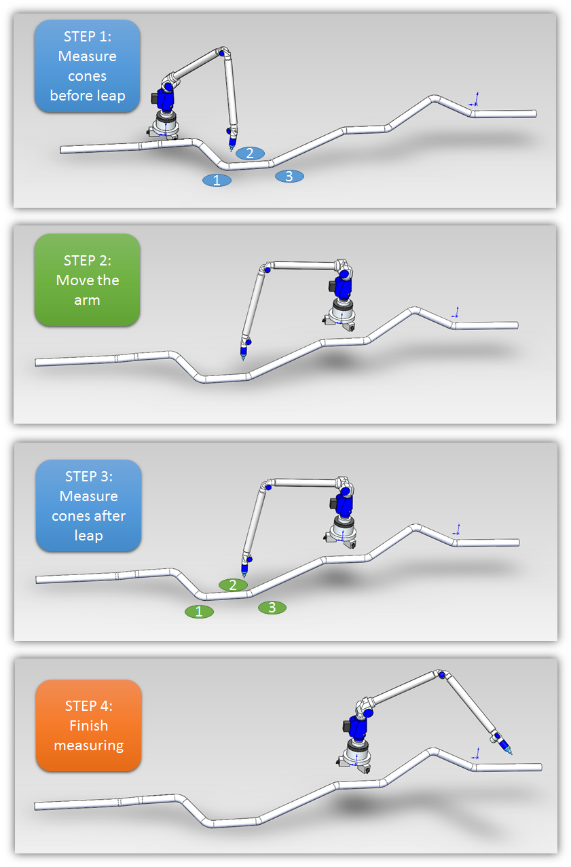 STEP 1:
Measure
cones
before leap
2
1
3
STEP 2:
Move the
arm
STEP 3:
Measure
cones after
leap
2
1
3
STEP 4:
Finish
measuring